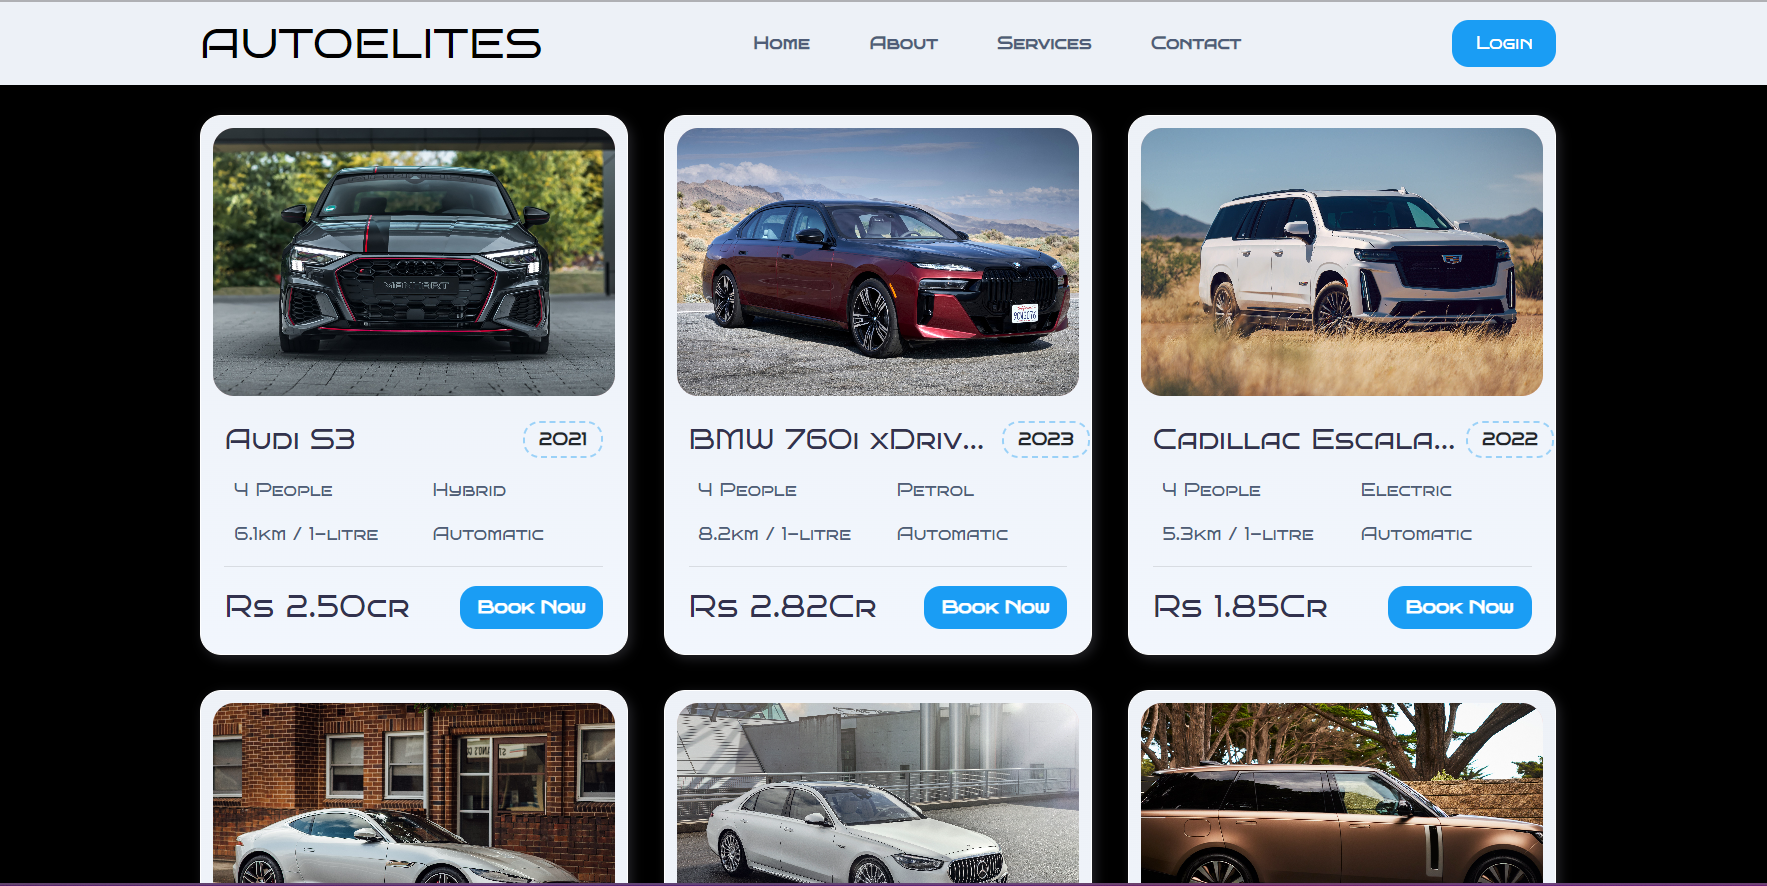 AUTOELITES
Home About Services Contact
Login
MANHART
Audi S3 2021
4 People Hybrid
6.1km / 1-litre Automatic
Rs 2.50cr Book Now
BMW 760i xDriv... 2023
4 People Petrol
8.2km / 1-litre Automatic
Rs 2.82Cr Book Now
Cadillac Escala... 2022
4 People Electric
5.3km / 1-litre Automatic
Rs 1.85Cr Book Now